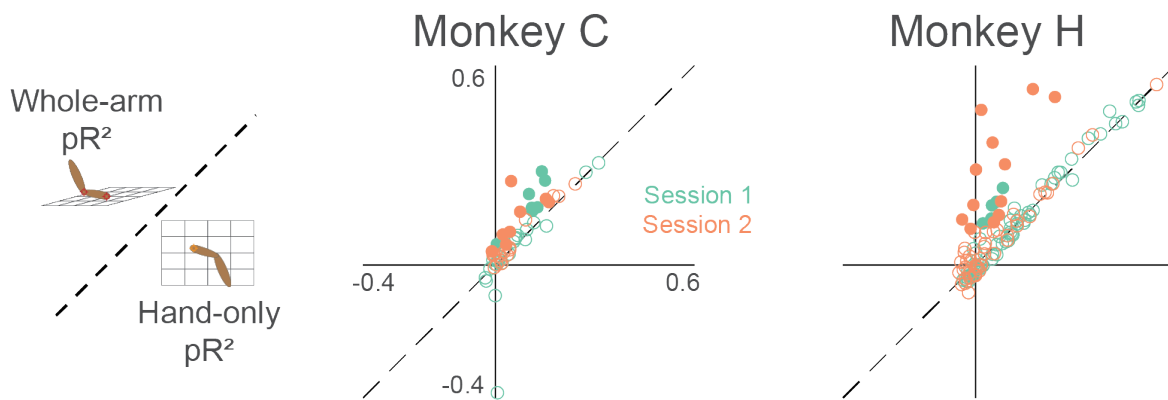 Monkey C
Monkey H
Whole-arm
pR²
Hand-only
pR²
0.6
-0.4
0.6
-0.4
Session 1
Session 2